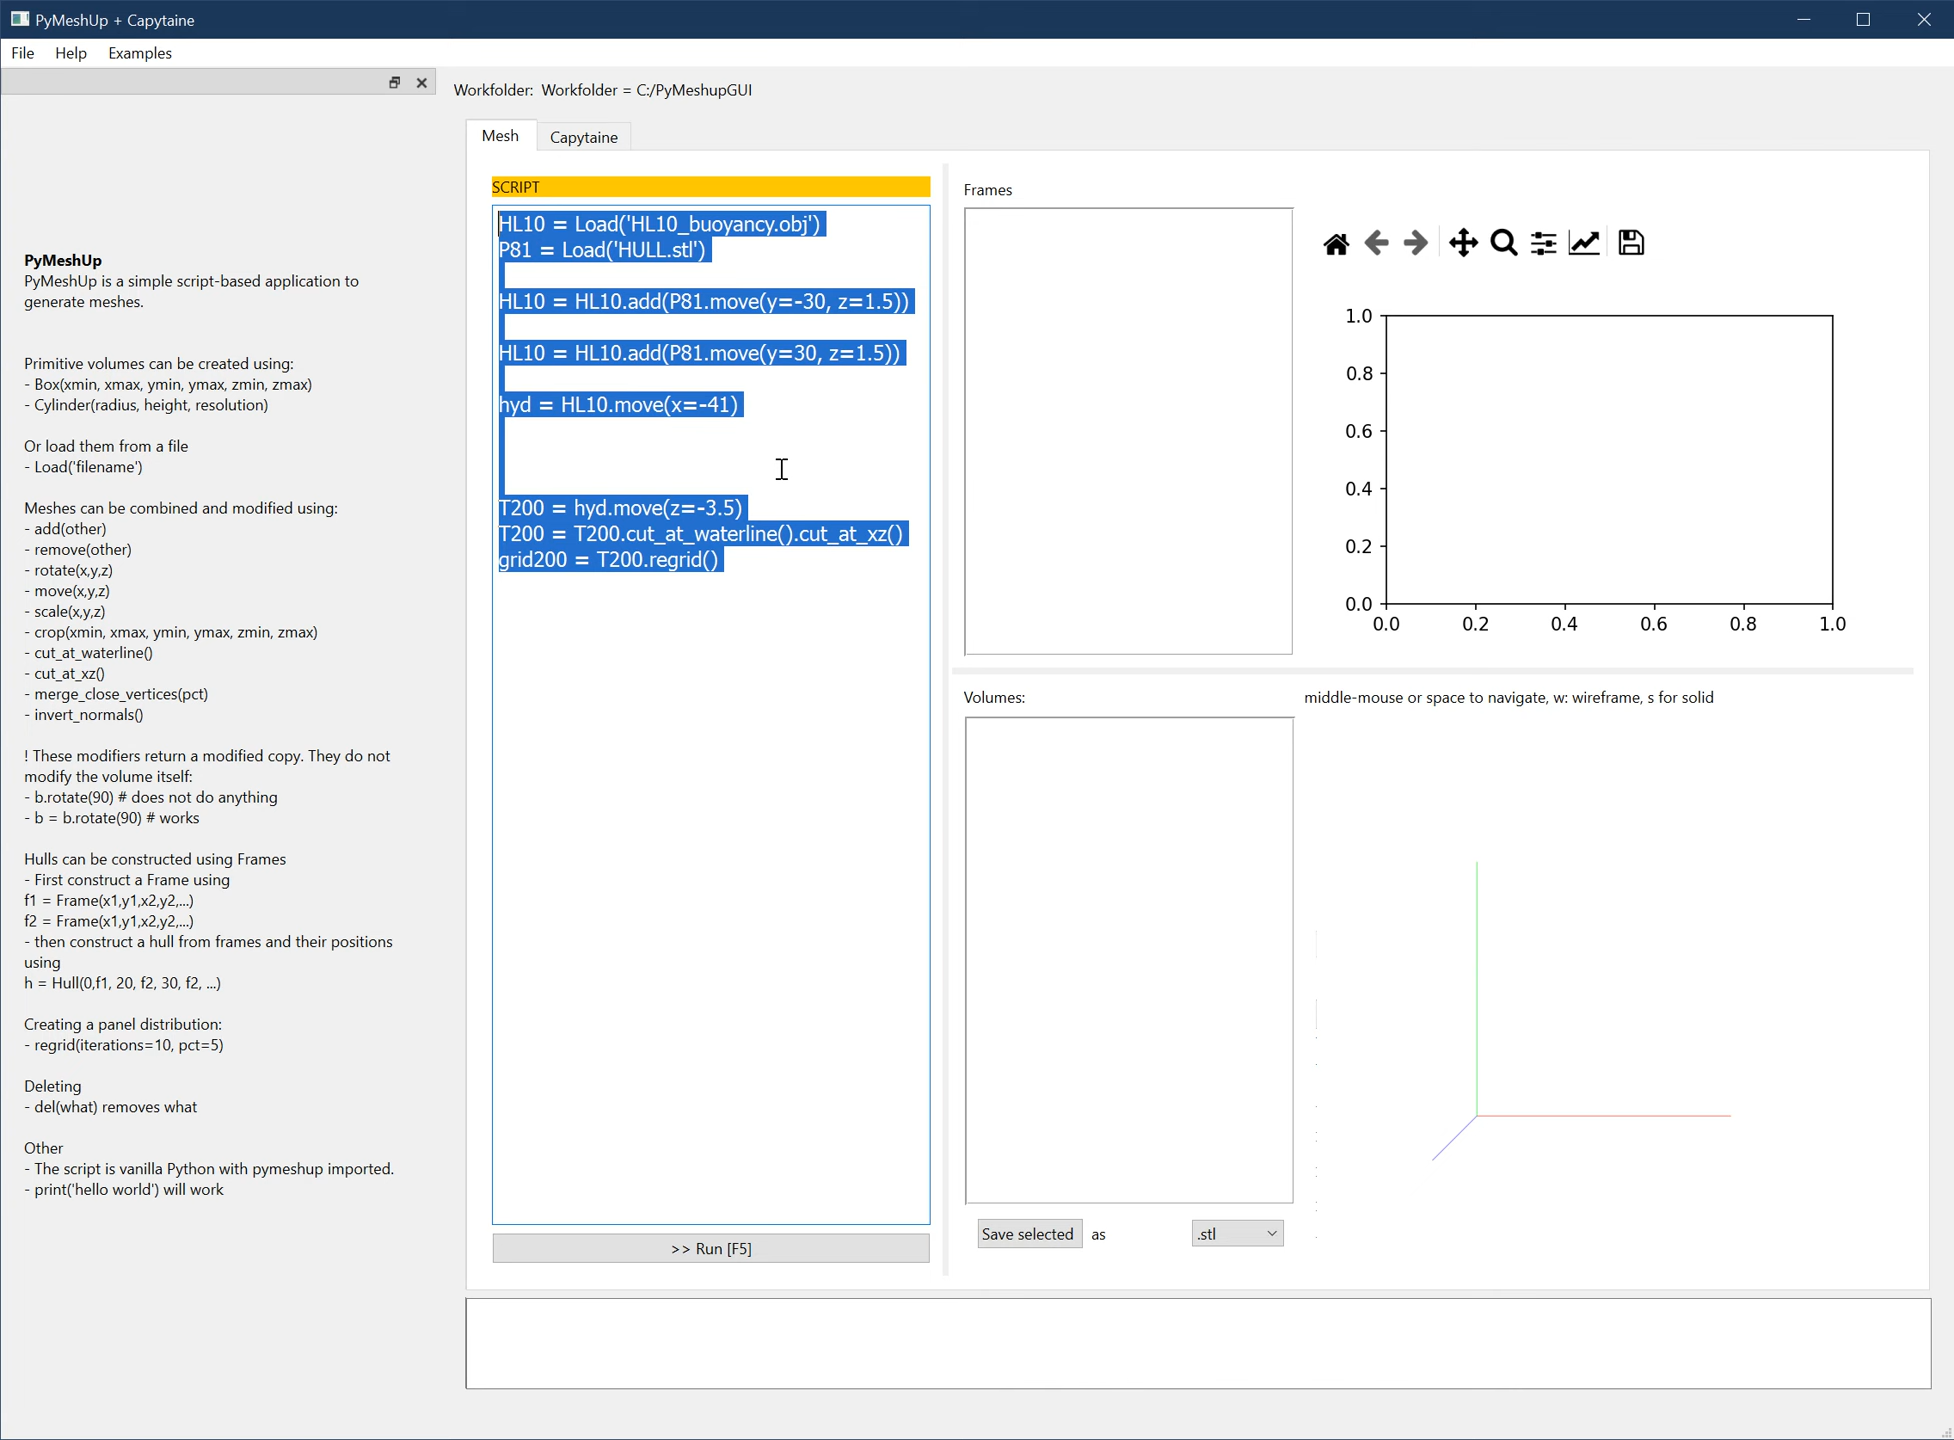 PyMeshUp + Capytaine
File Help Examples
Workfolder: Workfolder = C:/PyMeshupGUI
Mesh Capytaine
PyMeshUp
PyMeshUp is a simple script-based application to
generate meshes.
Primitive volumes can be created using:
- Box(xmin, xmax, ymin, ymax, zmin, zmax)
- Cylinder(radius, height, resolution)
Or load them from a file
- Load('filename')
Meshes can be combined and modified using:
- add(other)
- remove(other)
- rotate(x,y,z)
- move(x,y,z)
- scale(x,y,z)
- crop(xmin, xmax, ymin, ymax, zmin, zmax)
- cut_at_waterline()
- cut_at_xz()
- merge_close_vertices(pct)
- invert_normals()
! These modifiers return a modified copy. They do not
modify the volume itself:
- b.rotate(90) # does not do anything
- b = b.rotate(90) # works
Hulls can be constructed using Frames
- First construct a Frame using
f1 = Frame(x1,y1,x2,y2,...)
f2 = Frame(x1,y1,x2,y2,...)
- then construct a hull from frames and their positions
using
h = Hull(0,f1, 20, f2, 30, f2, ...)
Creating a panel distribution:
- regrid(iterations=10, pct=5)
Deleting
- del(what) removes what
Other
- The script is vanilla Python with pymeshup imported.
- print('hello world') will work
SCRIPT
HL10 = Load('HL10_buoyancy.obj')
P81 = Load('HULL.stl')
HL10 = HL10.add(P81.move(y=-30, z=1.5))
HL10 = HL10.add(P81.move(y=30, z=1.5))
hyd = HL10.move(x=-41)
T200 = hyd.move(z=-3.5)
T200 = T200.cut_at_waterline().cut_at_xz()
grid200 = T200.regrid()
>> Run [F5]
Frames
1.0
0.8
0.6
0.4
0.2
0.0
0.0 0.2 0.4 0.6 0.8 1.0
Volumes:
middle-mouse or space to navigate, w: wireframe, s for solid
Save selected as .stl